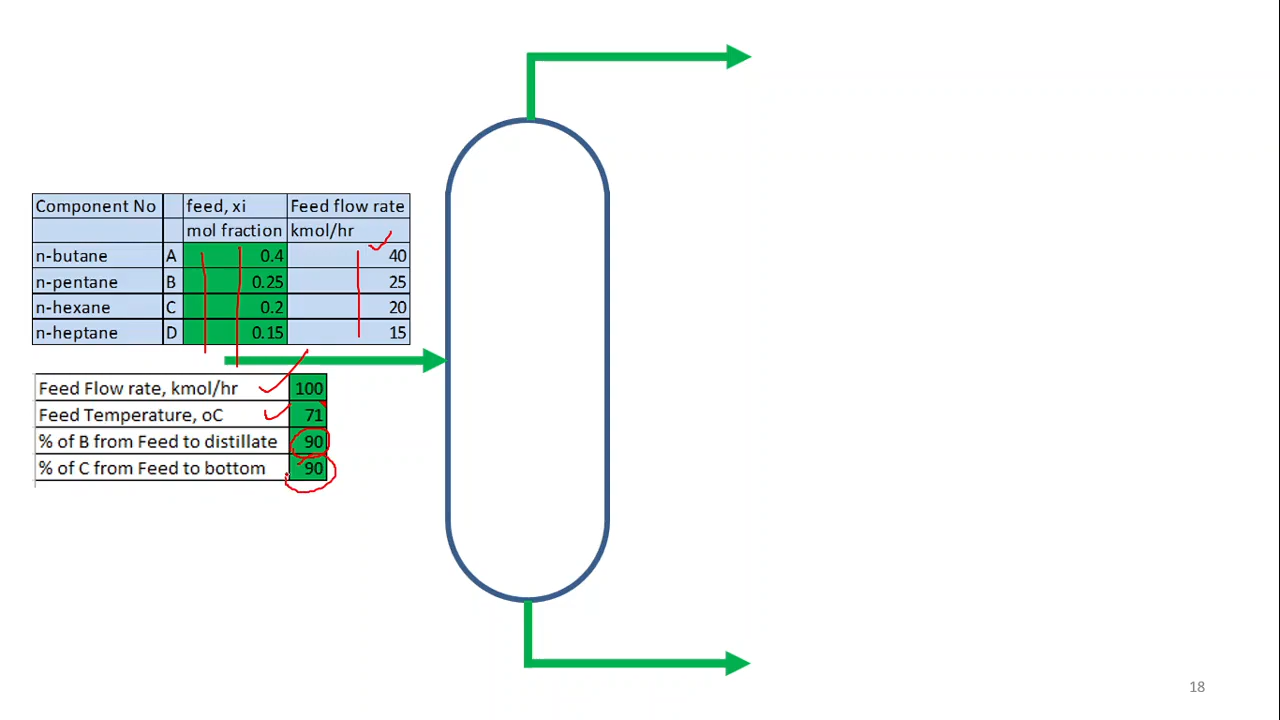 Component No feed, xi Feed flow rate
mol fraction kmol/hr
n-butane A 0.4 40
n-pentane B 0.25 25
n-hexane C 0.2 20
n-heptane D 0.15 15
Feed Flow rate, kmol/hr 100
Feed Temperature, oC 71
% of B from Feed to distillate 90
% of C from Feed to bottom 90
18